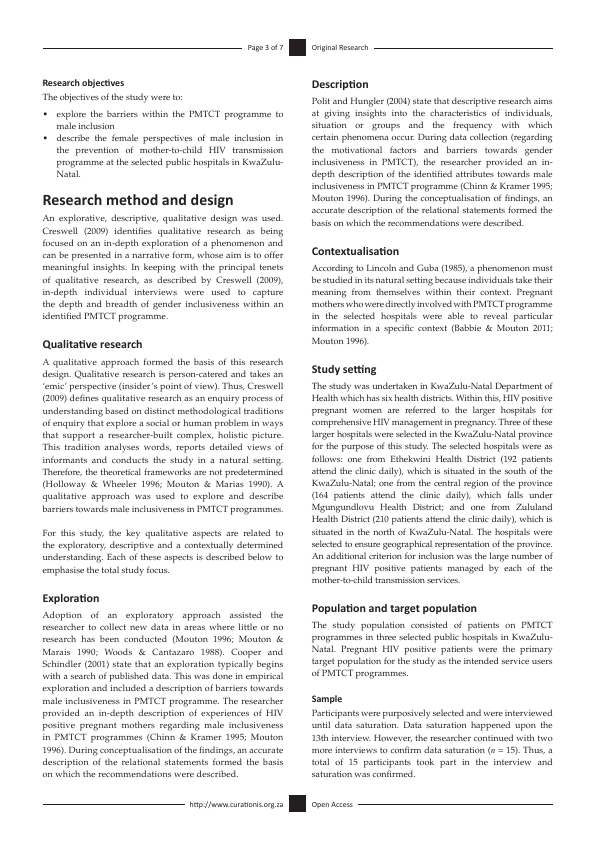 Page 3 of 7
Original Research
Research objectives
The objectives of the study were to:
• explore the barriers within the PMTCT programme to
male inclusion
• describe the female perspectives of male inclusion in
the prevention of mother-to-child HIV transmission
programme at the selected public hospitals in KwaZulu-
Natal.
Research method and design
An explorative, descriptive, qualitative design was used.
Creswell (2009) identifies qualitative research as being
focused on an in-depth exploration of a phenomenon and
can be presented in a narrative form, whose aim is to offer
meaningful insights. In keeping with the principal tenets
of qualitative research, as described by Creswell (2009),
in-depth individual interviews were used to capture
the depth and breadth of gender inclusiveness within an
identified PMTCT programme.
Qualitative research
A qualitative approach formed the basis of this research
design. Qualitative research is person-catered and takes an
‘emic’ perspective (insider’s point of view). Thus, Creswell
(2009) defines qualitative research as an enquiry process of
understanding based on distinct methodological traditions
of enquiry that explore a social or human problem in ways
that support a researcher-built complex, holistic picture.
This tradition analyses words, reports detailed views of
informants and conducts the study in a natural setting.
Therefore, the theoretical frameworks are not predetermined
(Holloway & Wheeler 1996; Mouton & Marias 1990). A
qualitative approach was used to explore and describe
barriers towards male inclusiveness in PMTCT programmes.
For this study, the key qualitative aspects are related to
the exploratory, descriptive and a contextually determined
understanding. Each of these aspects is described below to
emphasise the total study focus.
Exploration
Adoption of an exploratory approach assisted the
researcher to collect new data in areas where little or no
research has been conducted (Mouton 1996; Mouton &
Marais 1990; Woods & Cantazaro 1988). Cooper and
Schindler (2001) state that an exploration typically begins
with a search of published data. This was done in empirical
exploration and included a description of barriers towards
male inclusiveness in PMTCT programme. The researcher
provided an in-depth description of experiences of HIV
positive pregnant mothers regarding male inclusiveness
in PMTCT programmes (Chinn & Kramer 1995; Mouton
1996). During conceptualisation of the findings, an accurate
description of the relational statements formed the basis
on which the recommendations were described.
Description
Polit and Hungler (2004) state that descriptive research aims
at giving insights into the characteristics of individuals,
situation or groups and the frequency with which
certain phenomena occur. During data collection (regarding
the motivational factors and barriers towards gender
inclusiveness in PMTCT), the researcher provided an in-
depth description of the identified attributes towards male
inclusiveness in PMTCT programme (Chinn & Kramer 1995;
Mouton 1996). During the conceptualisation of findings, an
accurate description of the relational statements formed the
basis on which the recommendations were described.
Contextualisation
According to Lincoln and Guba (1985), a phenomenon must
be studied in its natural setting because individuals take their
meaning from themselves within their context. Pregnant
mothers who were directly involved with PMTCT programme
in the selected hospitals were able to reveal particular
information in a specific context (Babbie & Mouton 2011;
Mouton 1996).
Study setting
The study was undertaken in KwaZulu-Natal Department of
Health which has six health districts. Within this, HIV positive
pregnant women are referred to the larger hospitals for
comprehensive HIV management in pregnancy. Three of these
larger hospitals were selected in the KwaZulu-Natal province
for the purpose of this study. The selected hospitals were as
follows: one from Ethekwini Health District (192 patients
attend the clinic daily), which is situated in the south of the
KwaZulu-Natal; one from the central region of the province
(164 patients attend the clinic daily), which falls under
Mgungundlovu Health District; and one from Zululand
Health District (210 patients attend the clinic daily), which is
situated in the north of KwaZulu-Natal. The hospitals were
selected to ensure geographical representation of the province.
An additional criterion for inclusion was the large number of
pregnant HIV positive patients managed by each of the
mother-to-child transmission services.
Population and target population
The study population consisted of patients on PMTCT
programmes in three selected public hospitals in KwaZulu-
Natal. Pregnant HIV positive patients were the primary
target population for the study as the intended service users
of PMTCT programmes.
Sample
Participants were purposively selected and were interviewed
until data saturation. Data saturation happened upon the
13th interview. However, the researcher continued with two
more interviews to confirm data saturation (n = 15). Thus, a
total of 15 participants took part in the interview and
saturation was confirmed.
http://www.curationis.org.za
Open Access